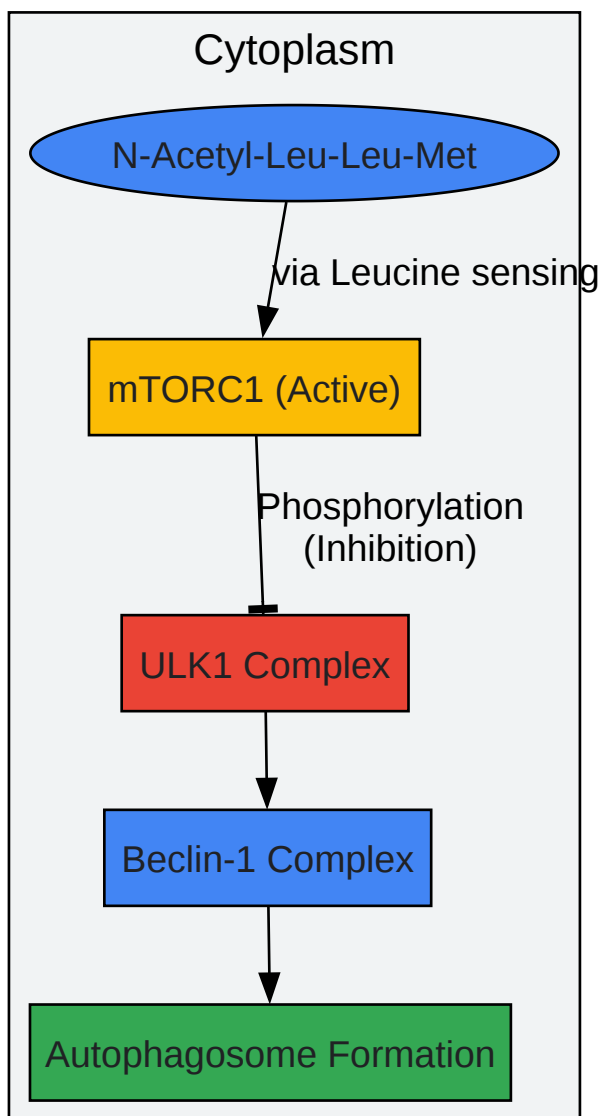 Cytoplasm
N-Acetyl-Leu-Leu-Met
via Leucine sensing
mTORC1 (Active)
Phosphorylation
(Inhibition)
ULK1 Complex
Beclin-1 Complex
Autophagosome Formation